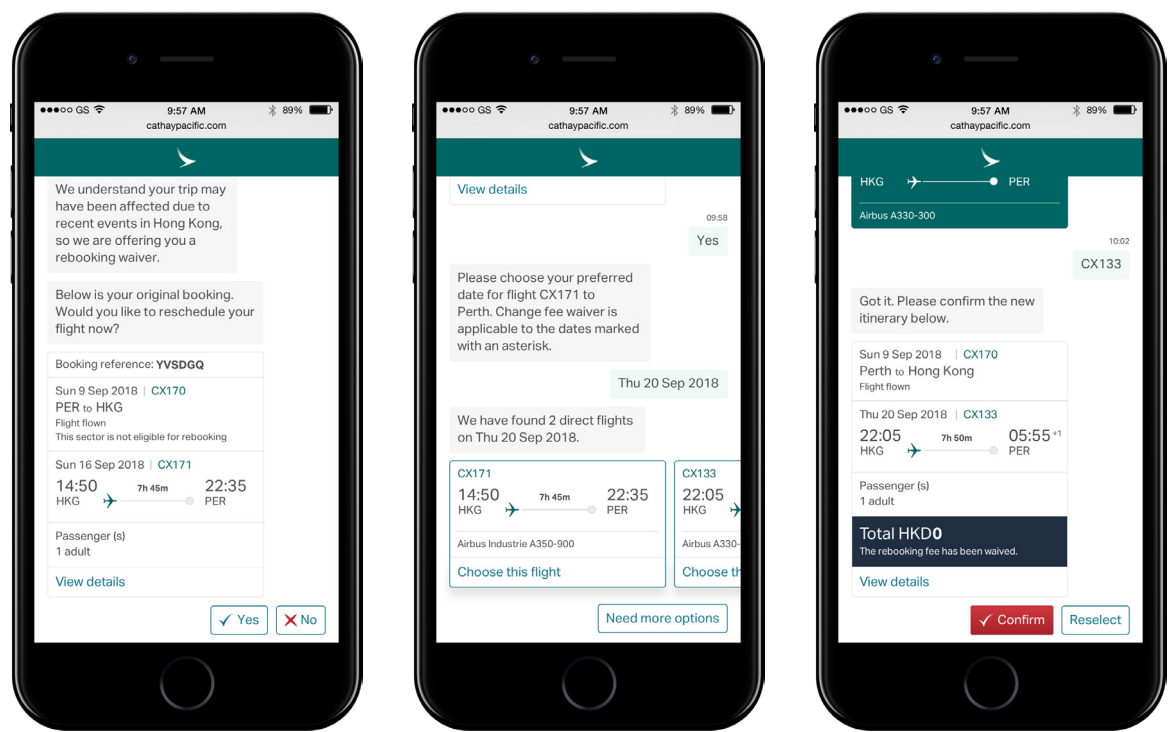 GS
9:57 AM
89%
cathaypacific.com
We understand your trip may
have been affected due to
recent events in Hong Kong,
so we are offering you a
rebooking waiver.
Below is your original booking.
Would you like to reschedule your
flight now?
Booking reference: YVSDGQ
Sun 9 Sep 2018 | CX170
PER to HKG
Flight flown
This sector is not eligible for rebooking
Sun 16 Sep 2018 | CX171
14:50 7h 45m 22:35
HKG PER
Passenger (s)
1 adult
View details
Yes No
GS
9:57 AM
89%
cathaypacific.com
View details
09:58
Yes
Please choose your preferred
date for flight CX171 to
Perth. Change fee waiver is
applicable to the dates marked
with an asterisk.
Thu 20 Sep 2018
We have found 2 direct flights
on Thu 20 Sep 2018.
CX171
14:50 7h 45m 22:35
HKG PER
Airbus Industrie A350-900
Choose this flight
CX133
22:05
HKG
Airbus A330-
Choose th
Need more options
GS
9:57 AM
89%
cathaypacific.com
HKG PER
Airbus A330-300
10:02
CX133
Got it. Please confirm the new
itinerary below.
Sun 9 Sep 2018 | CX170
Perth to Hong Kong
Flight flown
Thu 20 Sep 2018 | CX133
22:05 7h 50m 05:55 +1
HKG PER
Passenger (s)
1 adult
Total HKD0
The rebooking fee has been waived.
View details
Confirm Reselect